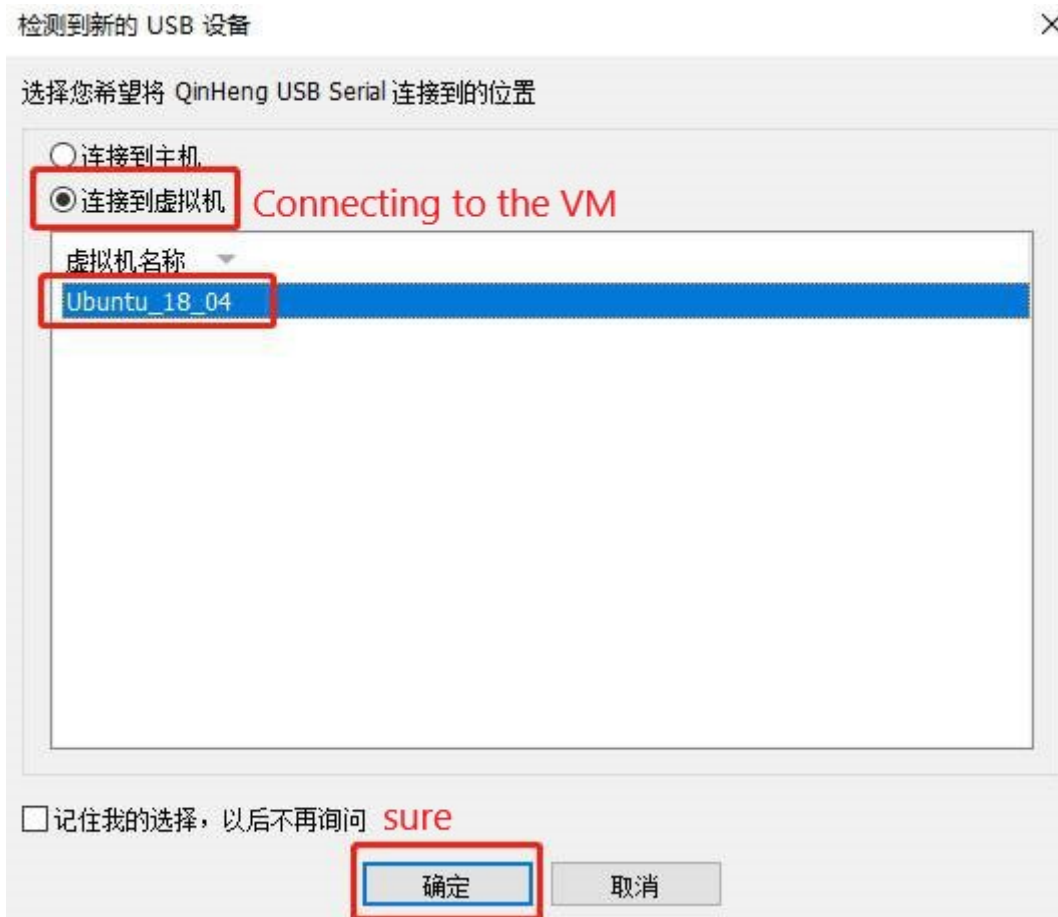 检测到新的 USB 设备
选择您希望将 QinHeng USB Serial 连接到的位置
连接到主机
连接到虚拟机 Connecting to the VM
虚拟机名称
Ubuntu_18_04
记住我的选择，以后不再询问 sure
确定 取消